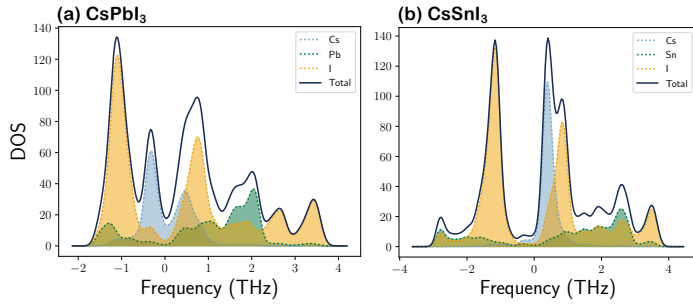 (a) CsPbI₃
DOS
140
120
100
80
60
40
20
0
Cs
Pb
I
Total
−2
−1
0
1
2
3
4
Frequency (THz)
(b) CsSnI₃
140
120
100
80
60
40
20
0
Cs
Sn
I
Total
−4
−2
0
2
4
Frequency (THz)